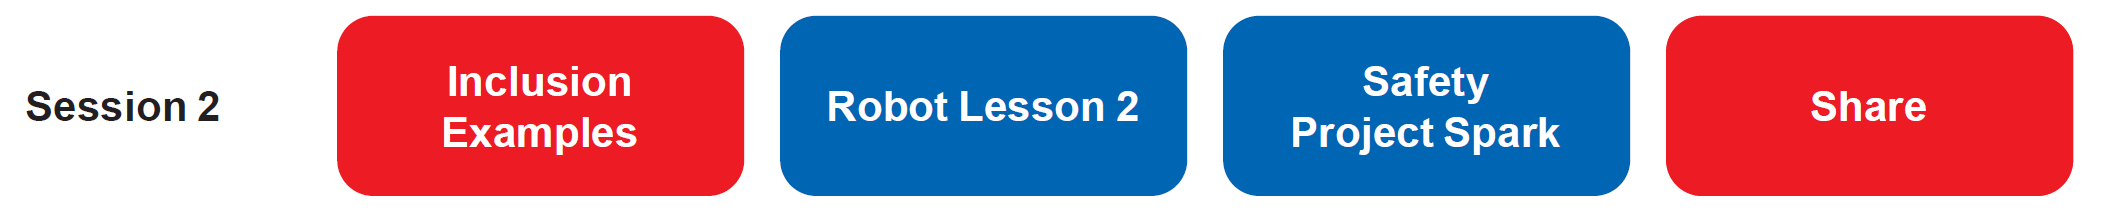 Session 2
Inclusion
Examples
Robot Lesson 2
Safety
Project Spark
Share